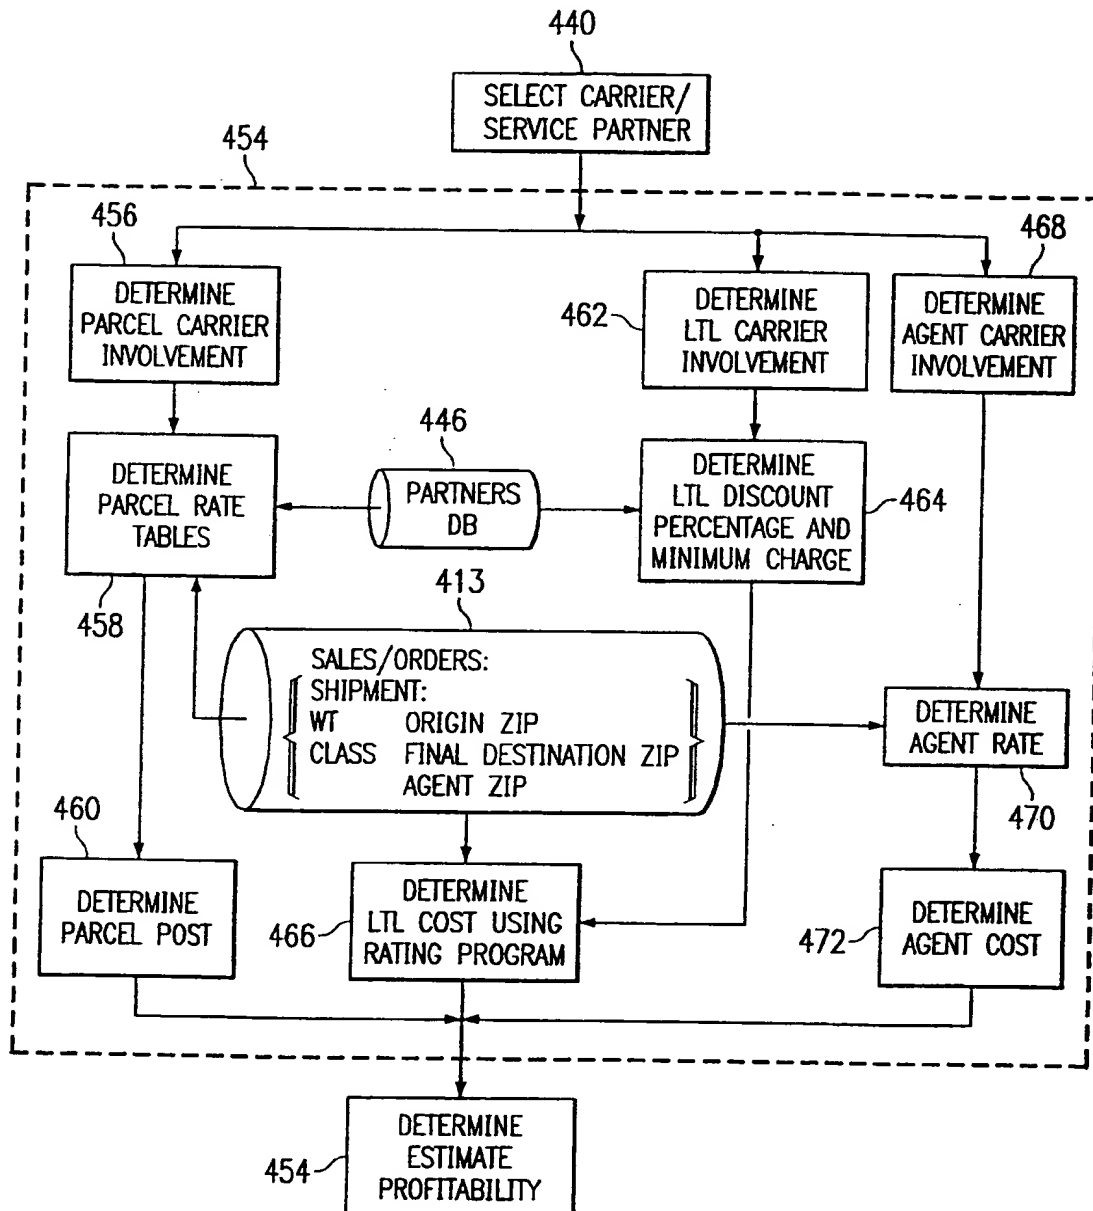 440
SELECT CARRIER/
SERVICE PARTNER
454
456
DETERMINE
PARCEL CARRIER
INVOLVEMENT
462
DETERMINE
LTL CARRIER
INVOLVEMENT
468
DETERMINE
AGENT CARRIER
INVOLVEMENT
DETERMINE
PARCEL RATE
TABLES
458
446
PARTNERS
DB
DETERMINE
LTL DISCOUNT
PERCENTAGE AND
MINIMUM CHARGE
464
413
SALES/ORDERS:
SHIPMENT:
WT ORIGIN ZIP
CLASS FINAL DESTINATION ZIP
AGENT ZIP
DETERMINE
AGENT RATE
470
460
DETERMINE
PARCEL POST
466
DETERMINE
LTL COST USING
RATING PROGRAM
472
DETERMINE
AGENT COST
454
DETERMINE
ESTIMATE
PROFITABILITY